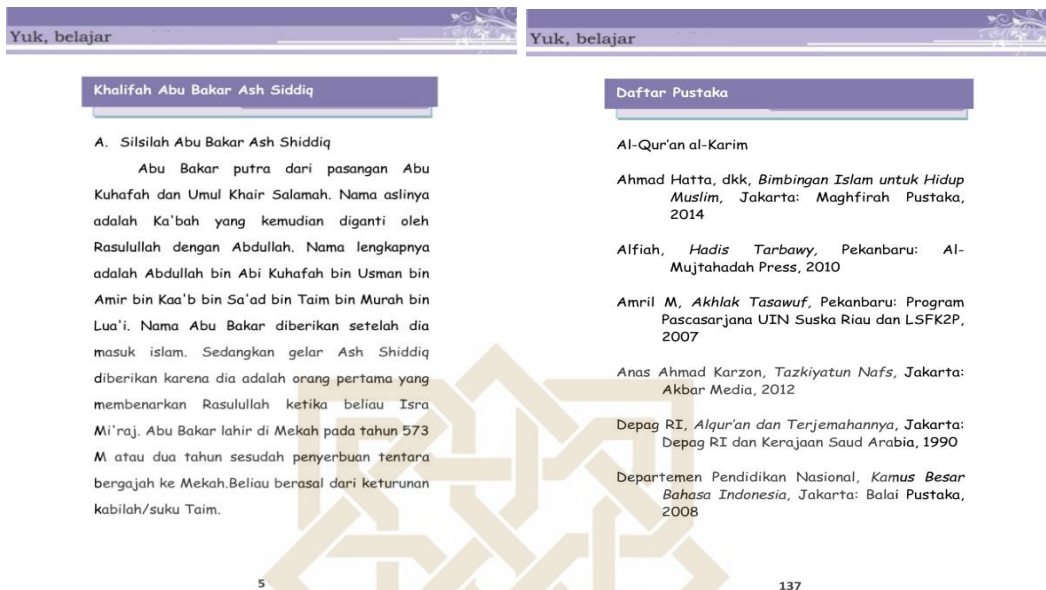 Yuk, belajar
Khalifah Abu Bakar Ash Siddiq
A. Silsilah Abu Bakar Ash Shiddiq
Abu Bakar putra dari pasangan Abu
Kuhafah dan Umul Khair Salamah. Nama aslinya
adalah Ka'bah yang kemudian diganti oleh
Rasulullah dengan Abdullah. Nama lengkapnya
adalah Abdullah bin Abi Kuhafah bin Usman bin
Amir bin Kaa'b bin Sa'ad bin Taim bin Murah bin
Lua'i. Nama Abu Bakar diberikan setelah dia
masuk islam. Sedangkan gelar Ash Shiddiq
diberikan karena dia adalah orang pertama yang
membenarkan Rasulullah ketika beliau Isra
Mi'raj. Abu Bakar lahir di Mekah pada tahun 573
M atau dua tahun sesudah penyerbuan tentara
bergajah ke Mekah.Beliau berasal dari keturunan
kabilah/suku Taim.
5
Yuk, belajar
Daftar Pustaka
Al-Qur'an al-Karim
Ahmad Hatta, dkk, Bimbingan Islam untuk Hidup
Muslim, Jakarta: Maghfirah Pustaka,
2014
Alfiah, Hadis Tarbawy, Pekanbaru: Al-
Mujtahadah Press, 2010
Amril M, Akhlak Tasawuf, Pekanbaru: Program
Pascasarjana UIN Suska Riau dan LSFK2P,
2007
Anas Ahmad Karzon, Tazkiyatun Nafs, Jakarta:
Akbar Media, 2012
Depag RI, Alqur'an dan Terjemahannya, Jakarta:
Depag RI dan Kerajaan Saud Arabia, 1990
Departemen Pendidikan Nasional, Kamus Besar
Bahasa Indonesia, Jakarta: Balai Pustaka,
2008
137